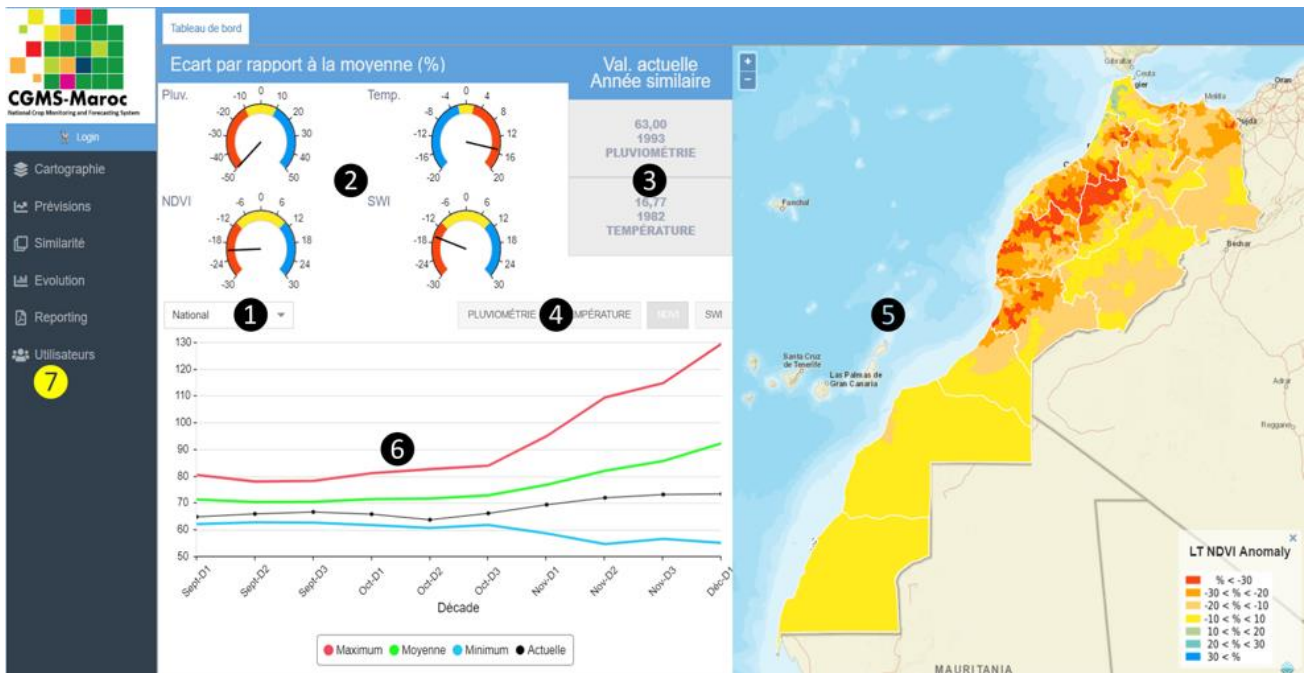 CGMS-Maroc
National Crop Monitoring and Forecasting System
Login
Cartographie
Prévisions
Similarité
Evolution
Reporting
Utilisateurs
7
Tableau de bord
Ecart par rapport à la moyenne (%)
Pluv.
-50 -40 -30 -20 -10 0 10 20 30 40 50
Temp.
-20 -16 -12 -8 -4 0 4 8 12 16 20
2
NDVI
-30 -24 -18 -12 -6 0 6 12 18 24 30
SWI
-30 -24 -18 -12 -6 0 6 12 18 24 30
Val. actuelle
Année similaire
63,00
1993
PLUVIOMÉTRIE
3
16,77
1982
TEMPÉRATURE
National
1
PLUVIOMÉTRIE
4
EMPÉRATURE
NDVI
SWI
130
120
110
100
90
80
70
60
50
6
Sept-D1 Sept-D2 Sept-D3 Oct-D1 Oct-D2 Oct-D3 Nov-D1 Nov-D2 Nov-D3 Déc-D1
Décade
Maximum Moyenne Minimum Actuelle
+
−
Gibraltar
Ceuta
gier
Melilla
Oran
ujda
Funchal
Bechar
5
Santa Cruz
de Tenerife
Las Palmas de
Gran Canaria
Adrar
Reggane
MAURITANIA
LT NDVI Anomaly
% < -30
-30 < % < -20
-20 < % < -10
-10 < % < 10
10 < % < 20
20 < % < 30
30 < %